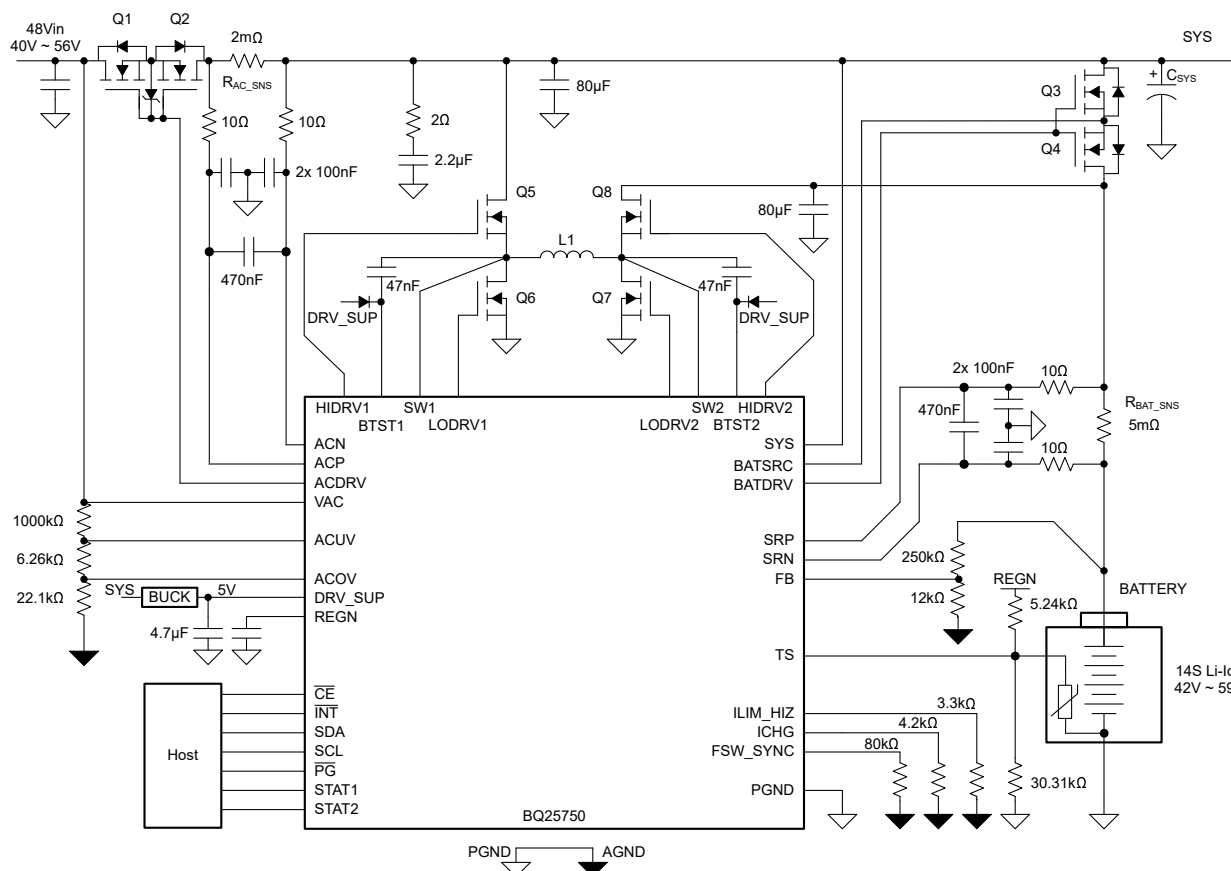 48Vin
40V ~ 56V
Q1
Q2
2mΩ
RAC_SNS
SYS
80µF
Q3
CSYS
+
10Ω
10Ω
2Ω
2x 100nF
2.2µF
Q4
Q5
Q8
80µF
L1
470nF
47nF
47nF
Q6
Q7
DRV_SUP
DRV_SUP
2x 100nF
10Ω
HIDRV1
SW1
SW2
HIDRV2
BTST1
LODRV1
LODRV2
BTST2
470nF
RBAT_SNS
5mΩ
10Ω
ACN
ACP
ACDRV
VAC
ACUV
ACOV
DRV_SUP
REGN
SYS
BATSRC
BATDRV
SRP
SRN
FB
1000kΩ
6.26kΩ
22.1kΩ
SYS
BUCK
5V
4.7µF
250kΩ
12kΩ
REGN
5.24kΩ
BATTERY
TS
14S Li-Io
42V ~ 59
Host
CE
INT
SDA
SCL
PG
STAT1
STAT2
ILIM_HIZ
ICHG
FSW_SYNC
PGND
3.3kΩ
4.2kΩ
80kΩ
30.31kΩ
BQ25750
PGND
AGND